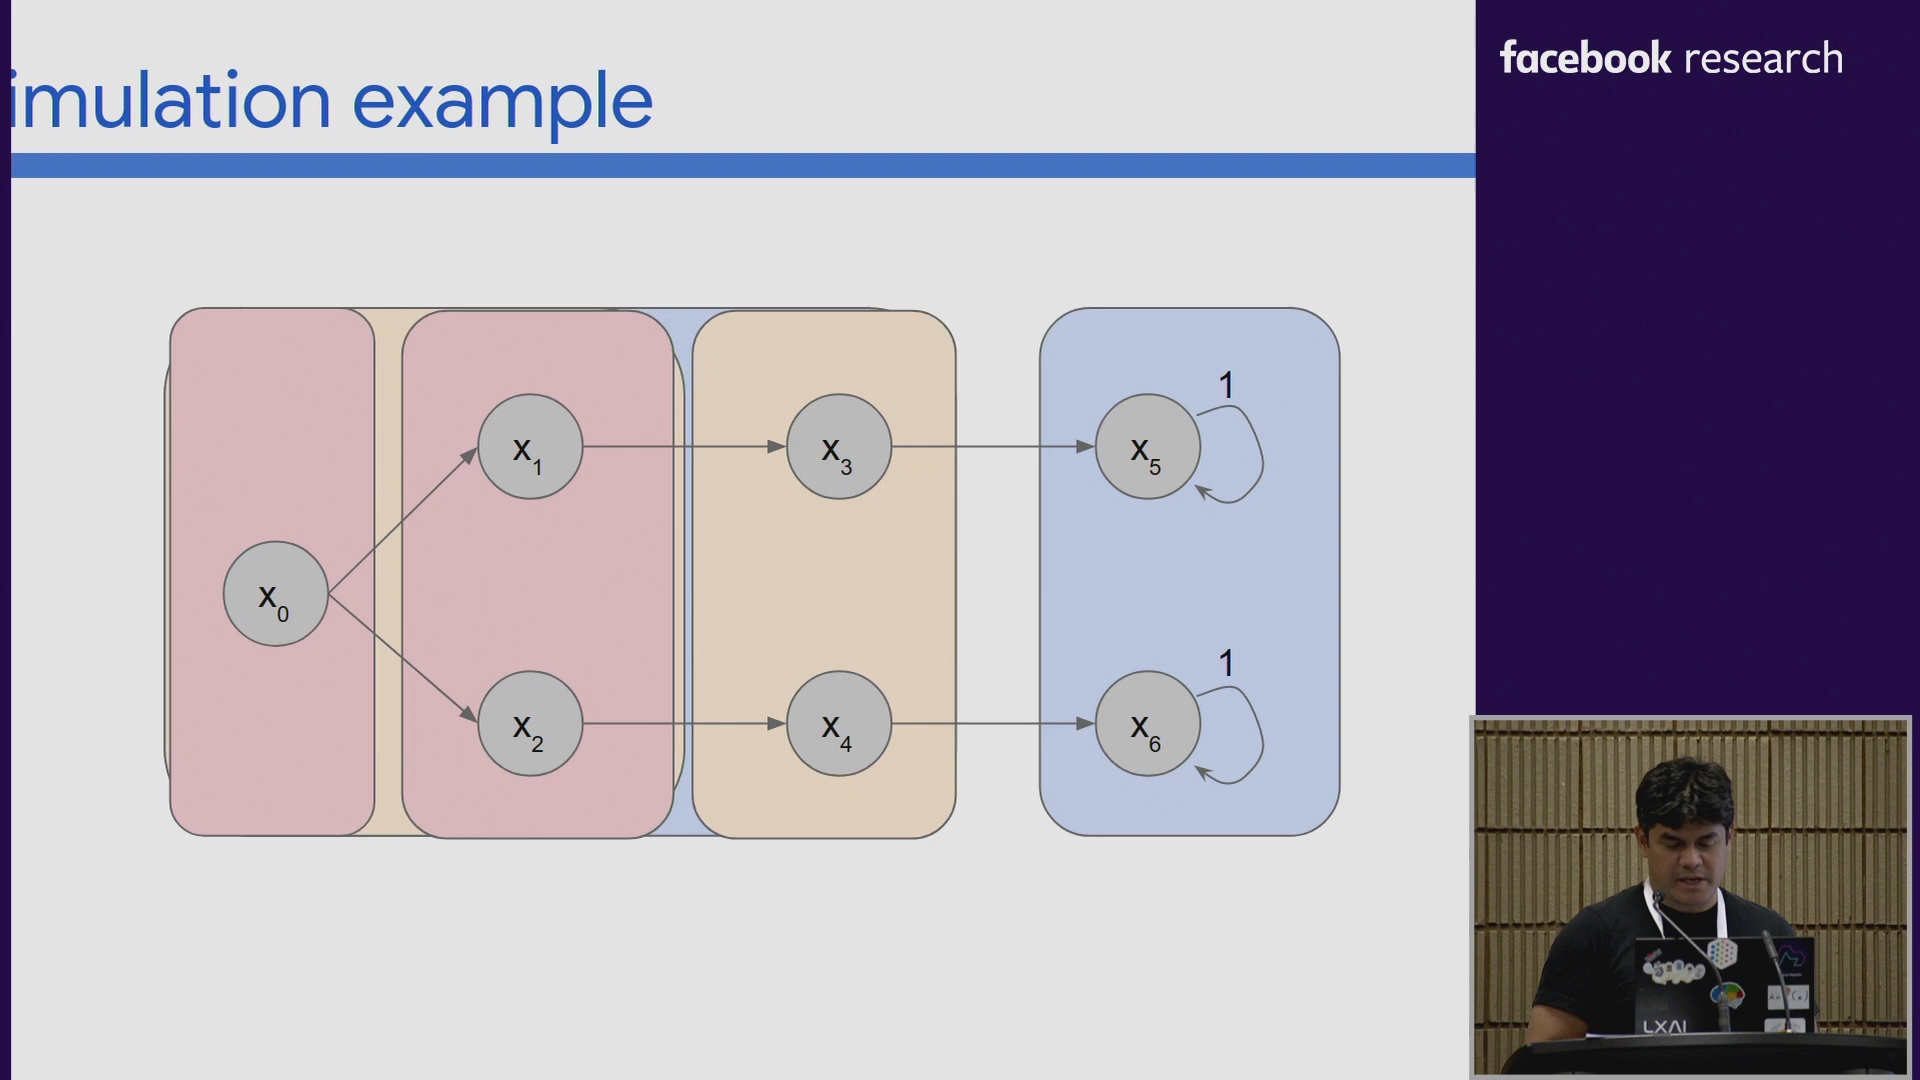 imulation example
facebook research
1
x1
x3
x5
x0
1
x2
x4
x6
LXAI